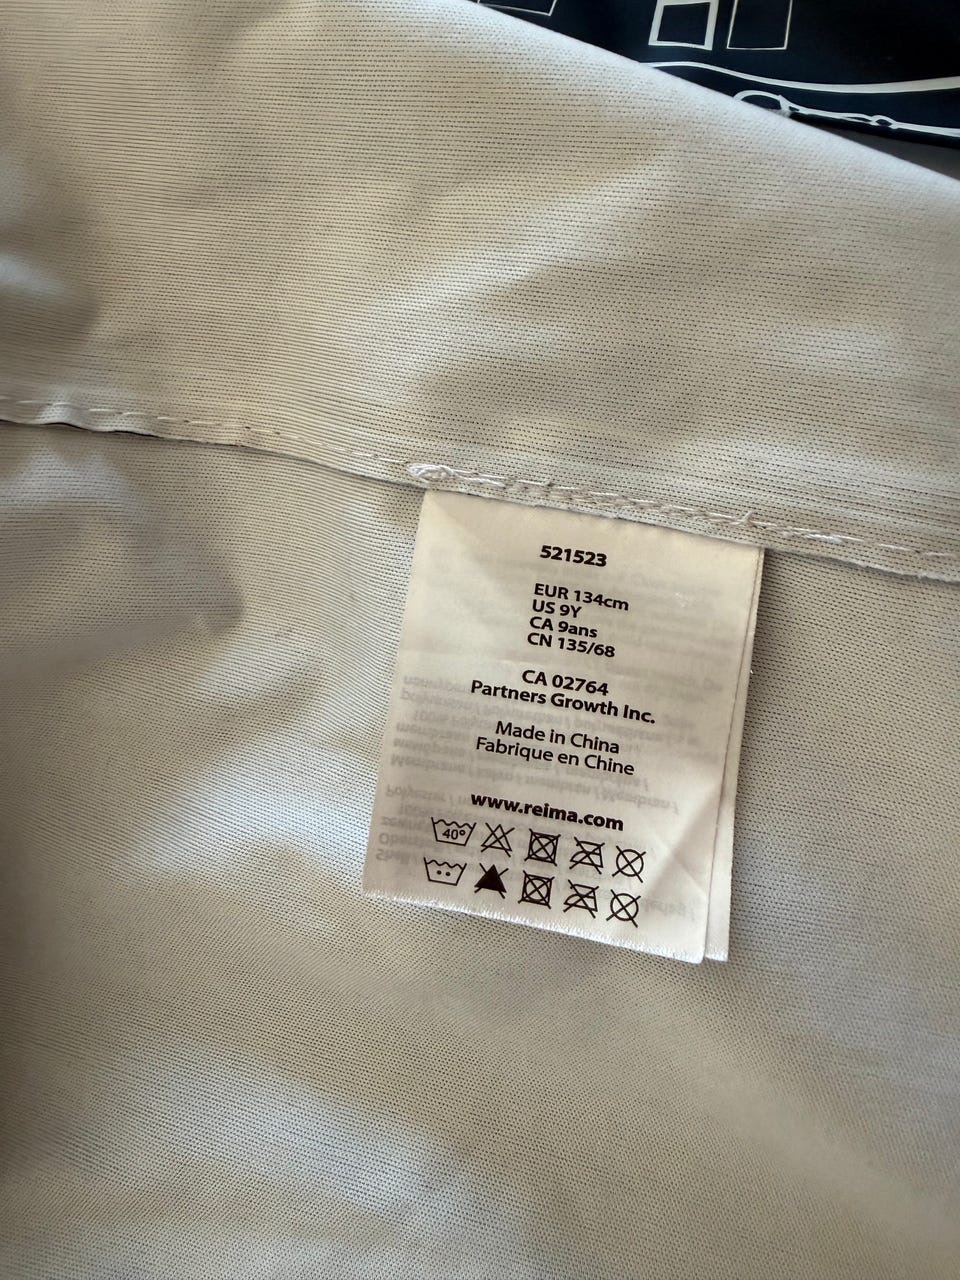 521523
EUR 134cm
US 9Y
CA 9ans
CN 135/68
CA 02764
Partners Growth Inc.
Made in China
Fabrique en Chine
www.reima.com
40°